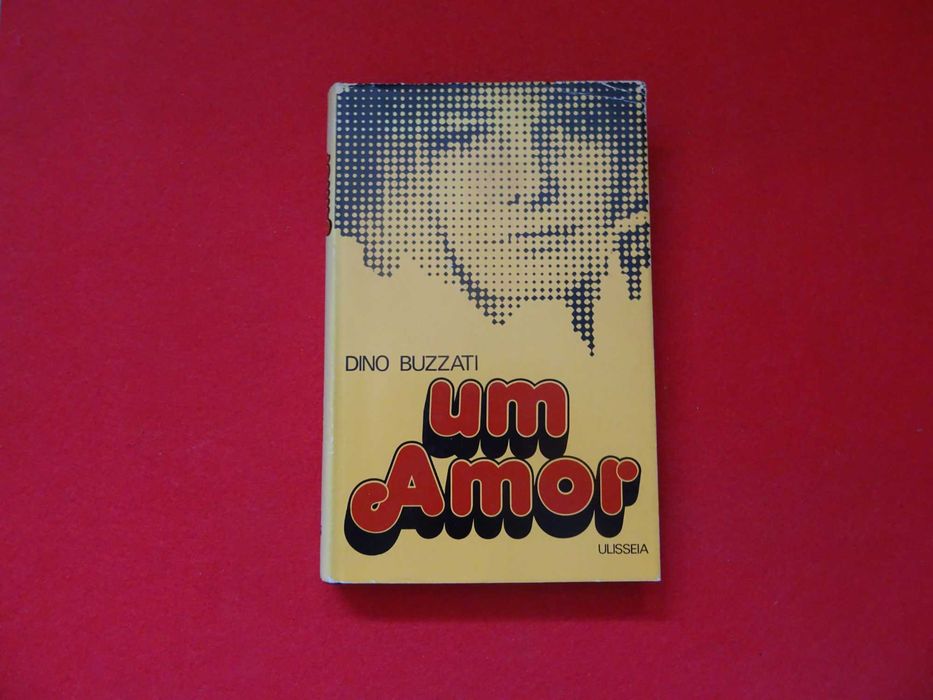 DINO BUZZATI
um
Amor
ULISSEIA